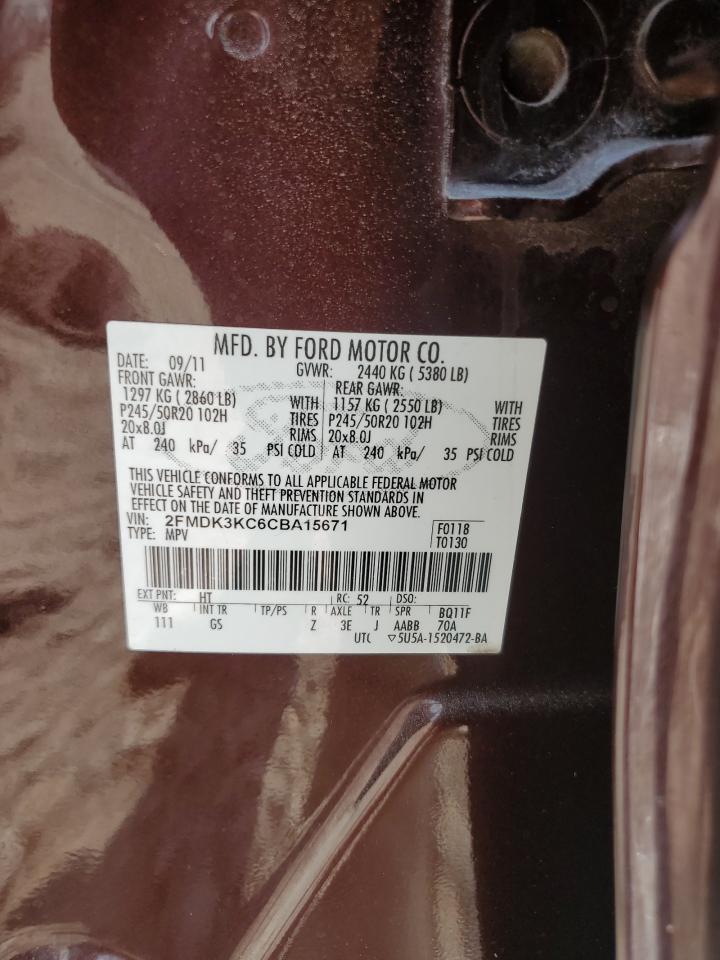 MFD. BY FORD MOTOR CO.
DATE: 09/11 GVWR: 2440 KG ( 5380 LB)
FRONT GAWR: REAR GAWR:
1297 KG ( 2860 LB) WITH 1157 KG ( 2550 LB) WITH
P245/50R20 102H TIRES P245/50R20 102H TIRES
20x8.0J RIMS 20x8.0J RIMS
AT 240 kPa/ 35 PSI COLD AT 240 kPa/ 35 PSI COLD
THIS VEHICLE CONFORMS TO ALL APPLICABLE FEDERAL MOTOR
VEHICLE SAFETY AND THEFT PREVENTION STANDARDS IN
EFFECT ON THE DATE OF MANUFACTURE SHOWN ABOVE.
VIN: 2FMDK3KC6CBA15671 F0118
TYPE: MPV T0130
EXT PNT: HT RC: 52 DSO:
WB INT TR TP/PS R AXLE TR SPR BQ11F
111 GS Z 3E J AABB 70A
UTC ▽5U5A-1520472-BA